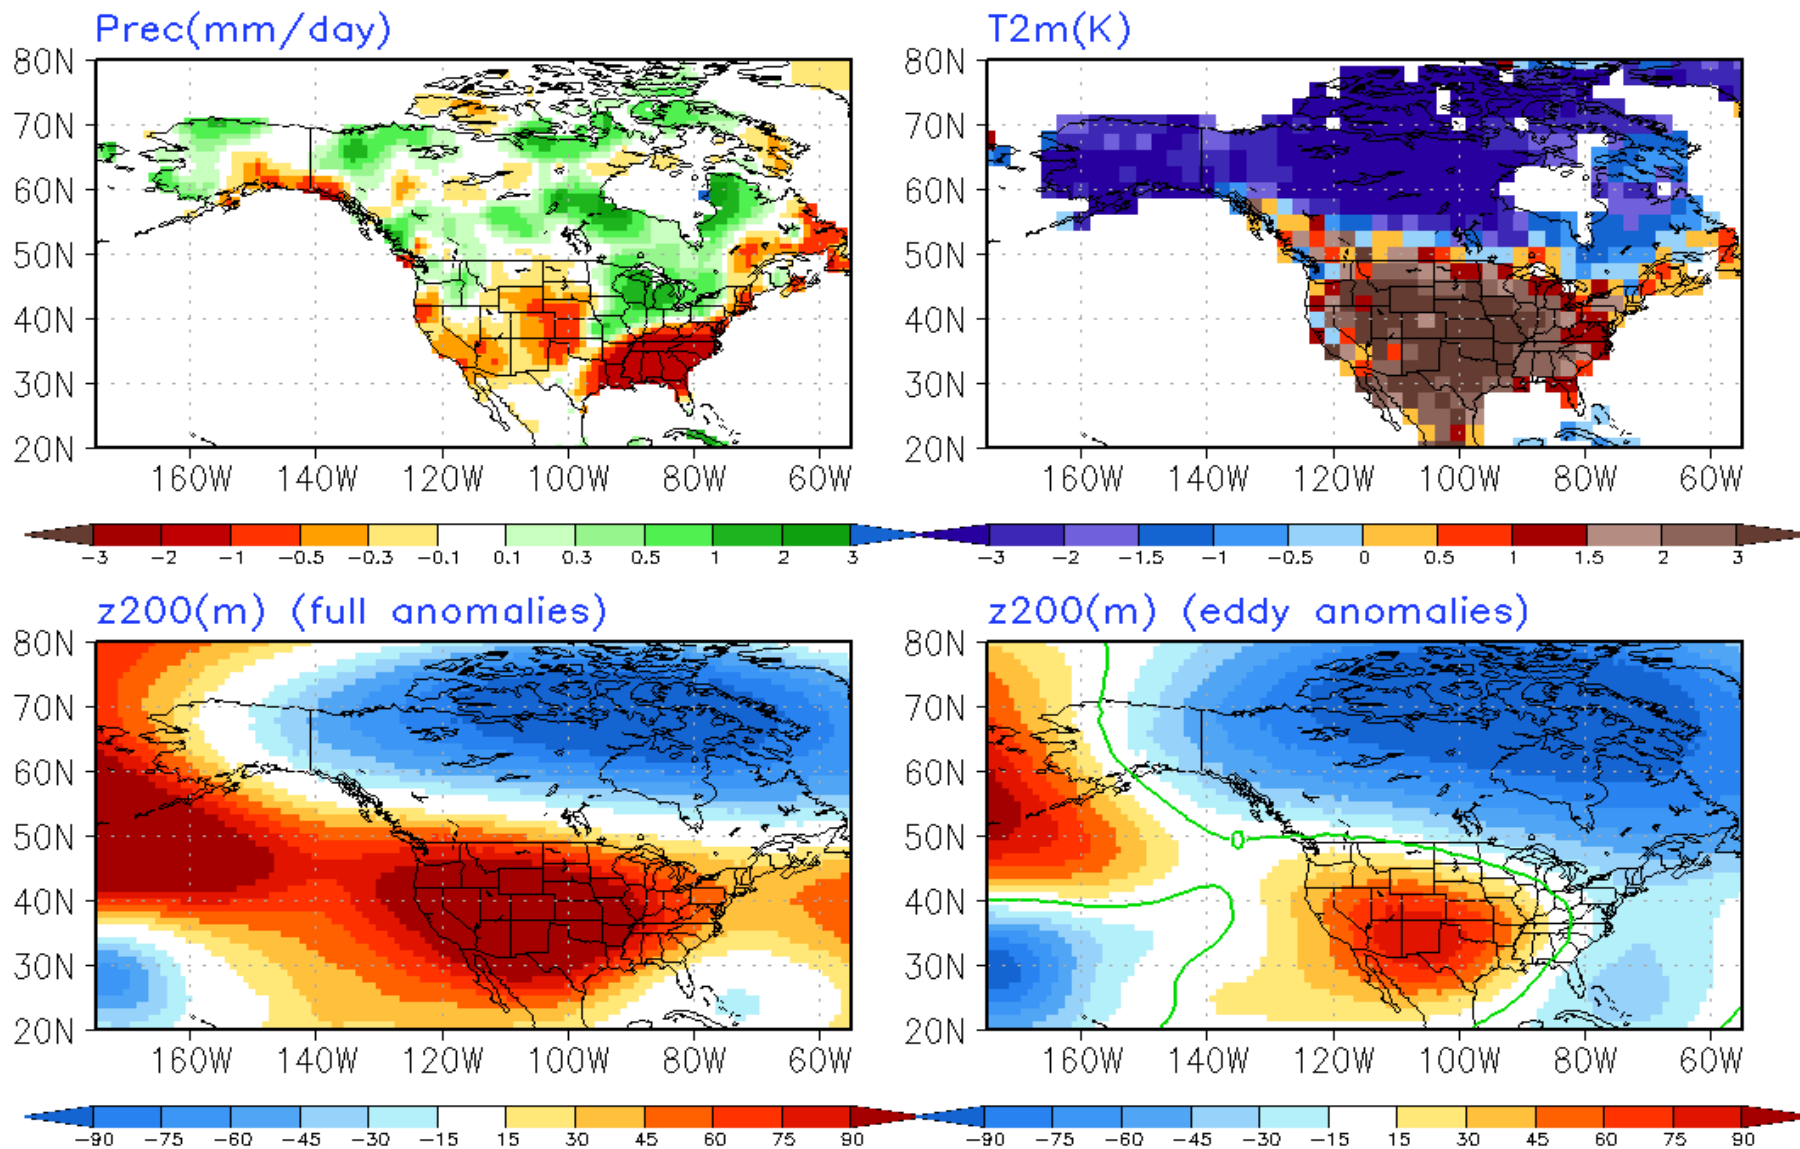 Prec(mm/day)
T2m(K)
80N
70N
60N
50N
40N
30N
20N
160W 140W 120W 100W 80W 60W
80N
70N
60N
50N
40N
30N
20N
160W 140W 120W 100W 80W 60W
-3 -2 -1 -0.5 -0.3 -0.1 0.1 0.3 0.5 1 2 3
-3 -2 -1.5 -1 -0.5 0 0.5 1 1.5 2 3
z200(m) (full anomalies)
z200(m) (eddy anomalies)
80N
70N
60N
50N
40N
30N
20N
160W 140W 120W 100W 80W 60W
80N
70N
60N
50N
40N
30N
20N
160W 140W 120W 100W 80W 60W
-90 -75 -60 -45 -30 -15 15 30 45 60 75 90
-90 -75 -60 -45 -30 -15 15 30 45 60 75 90